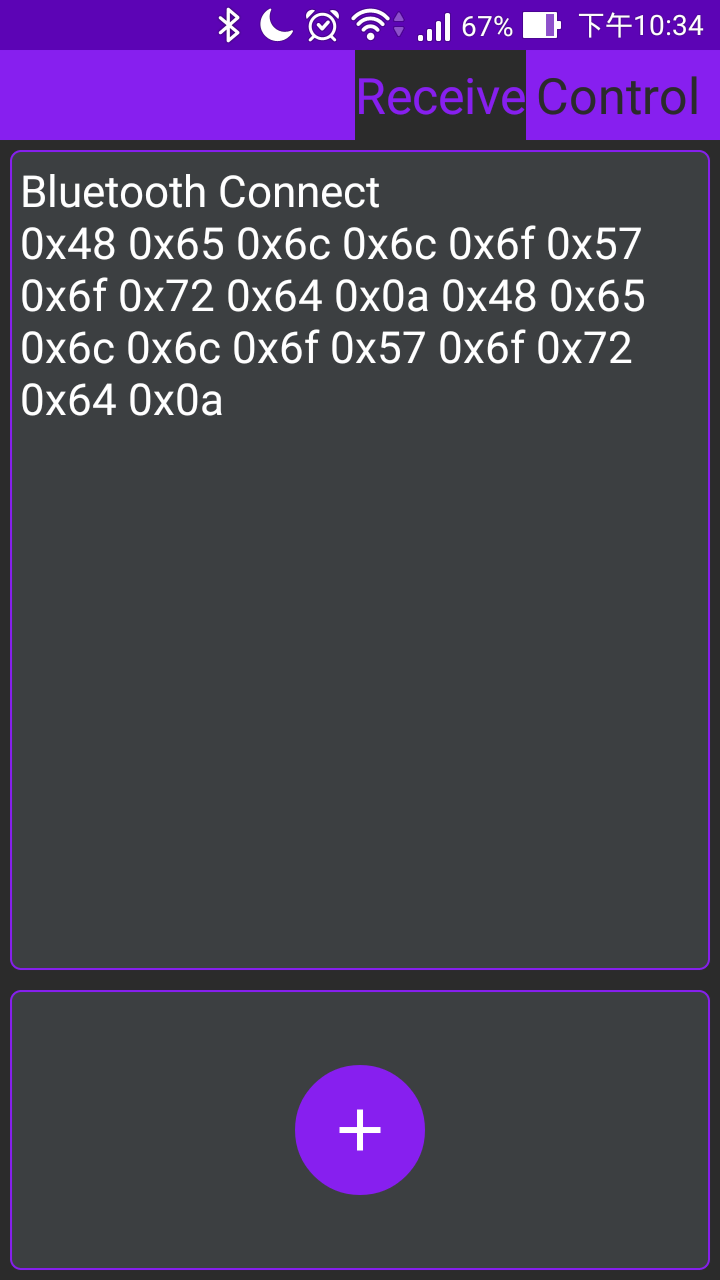 67% 下午10:34
Receive Control
Bluetooth Connect
0x48 0x65 0x6c 0x6c 0x6f 0x57
0x6f 0x72 0x64 0x0a 0x48 0x65
0x6c 0x6c 0x6f 0x57 0x6f 0x72
0x64 0x0a
+